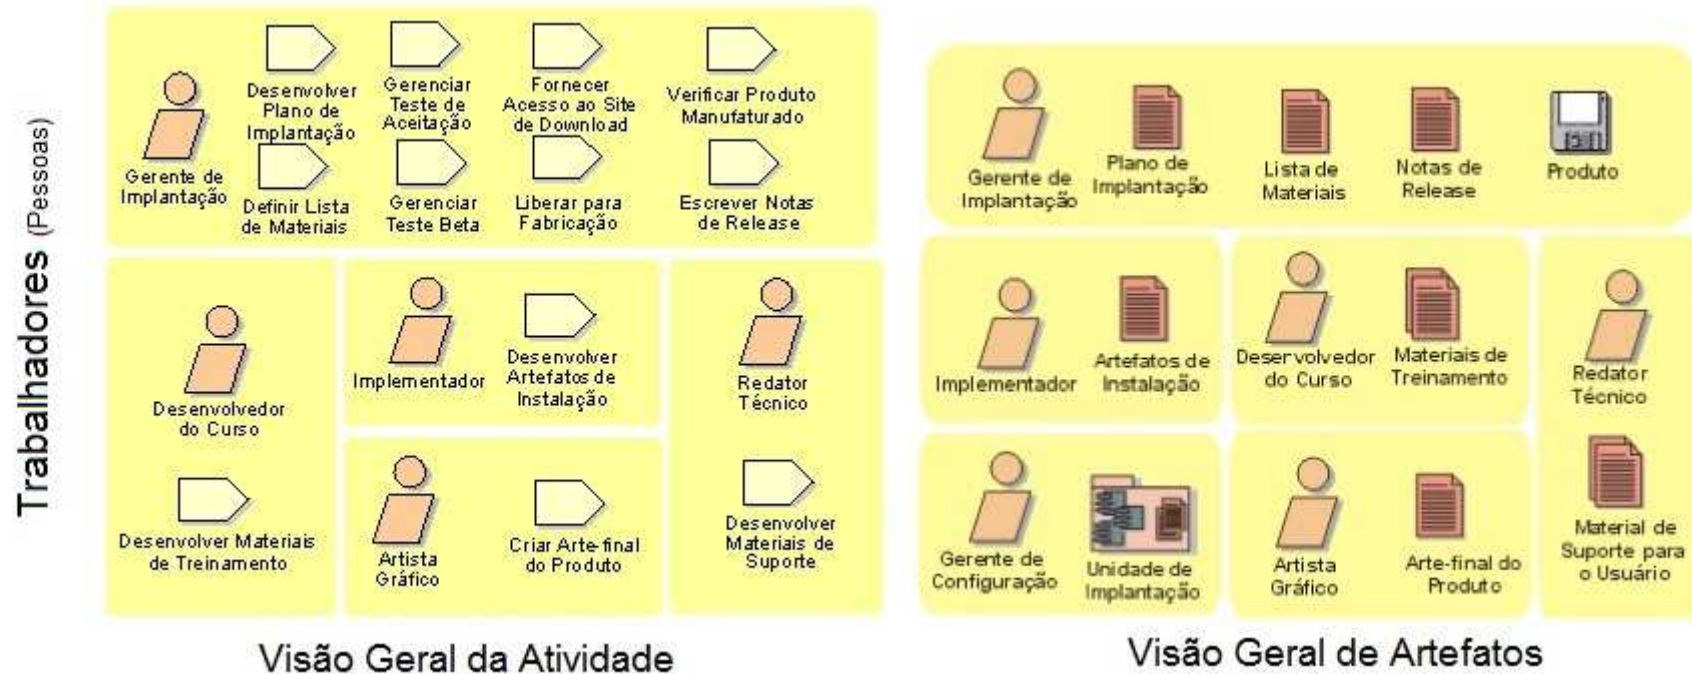 Trabalhadores (Pessoas)
Gerente de
Implantação
Desenvolver
Plano de
Implantação
Gerenciar
Teste de
Aceitação
Fornecer
Acesso ao Site
de Download
Verificar Produto
Manufaturado
Definir Lista
de Materiais
Gerenciar
Teste Beta
Liberar para
Fabricação
Escrever Notas
de Release
Desenvolvedor
do Curso
Desenvolver Materiais
de Treinamento
Implementador
Desenvolver
Artefatos de
Instalação
Artista
Gráfico
Criar Arte-final
do Produto
Redator
Técnico
Desenvolver
Materiais de
Suporte
Visão Geral da Atividade
Gerente de
Implantação
Plano de
Implantação
Lista de
Materiais
Notas de
Release
Produto
Implementador
Artefatos de
Instalação
Desenvolvedor
do Curso
Materiais de
Treinamento
Redator
Técnico
Gerente de
Configuração
Unidade de
Implantação
Artista
Gráfico
Arte-final do
Produto
Material de
Suporte para
o Usuário
Visão Geral de Artefatos